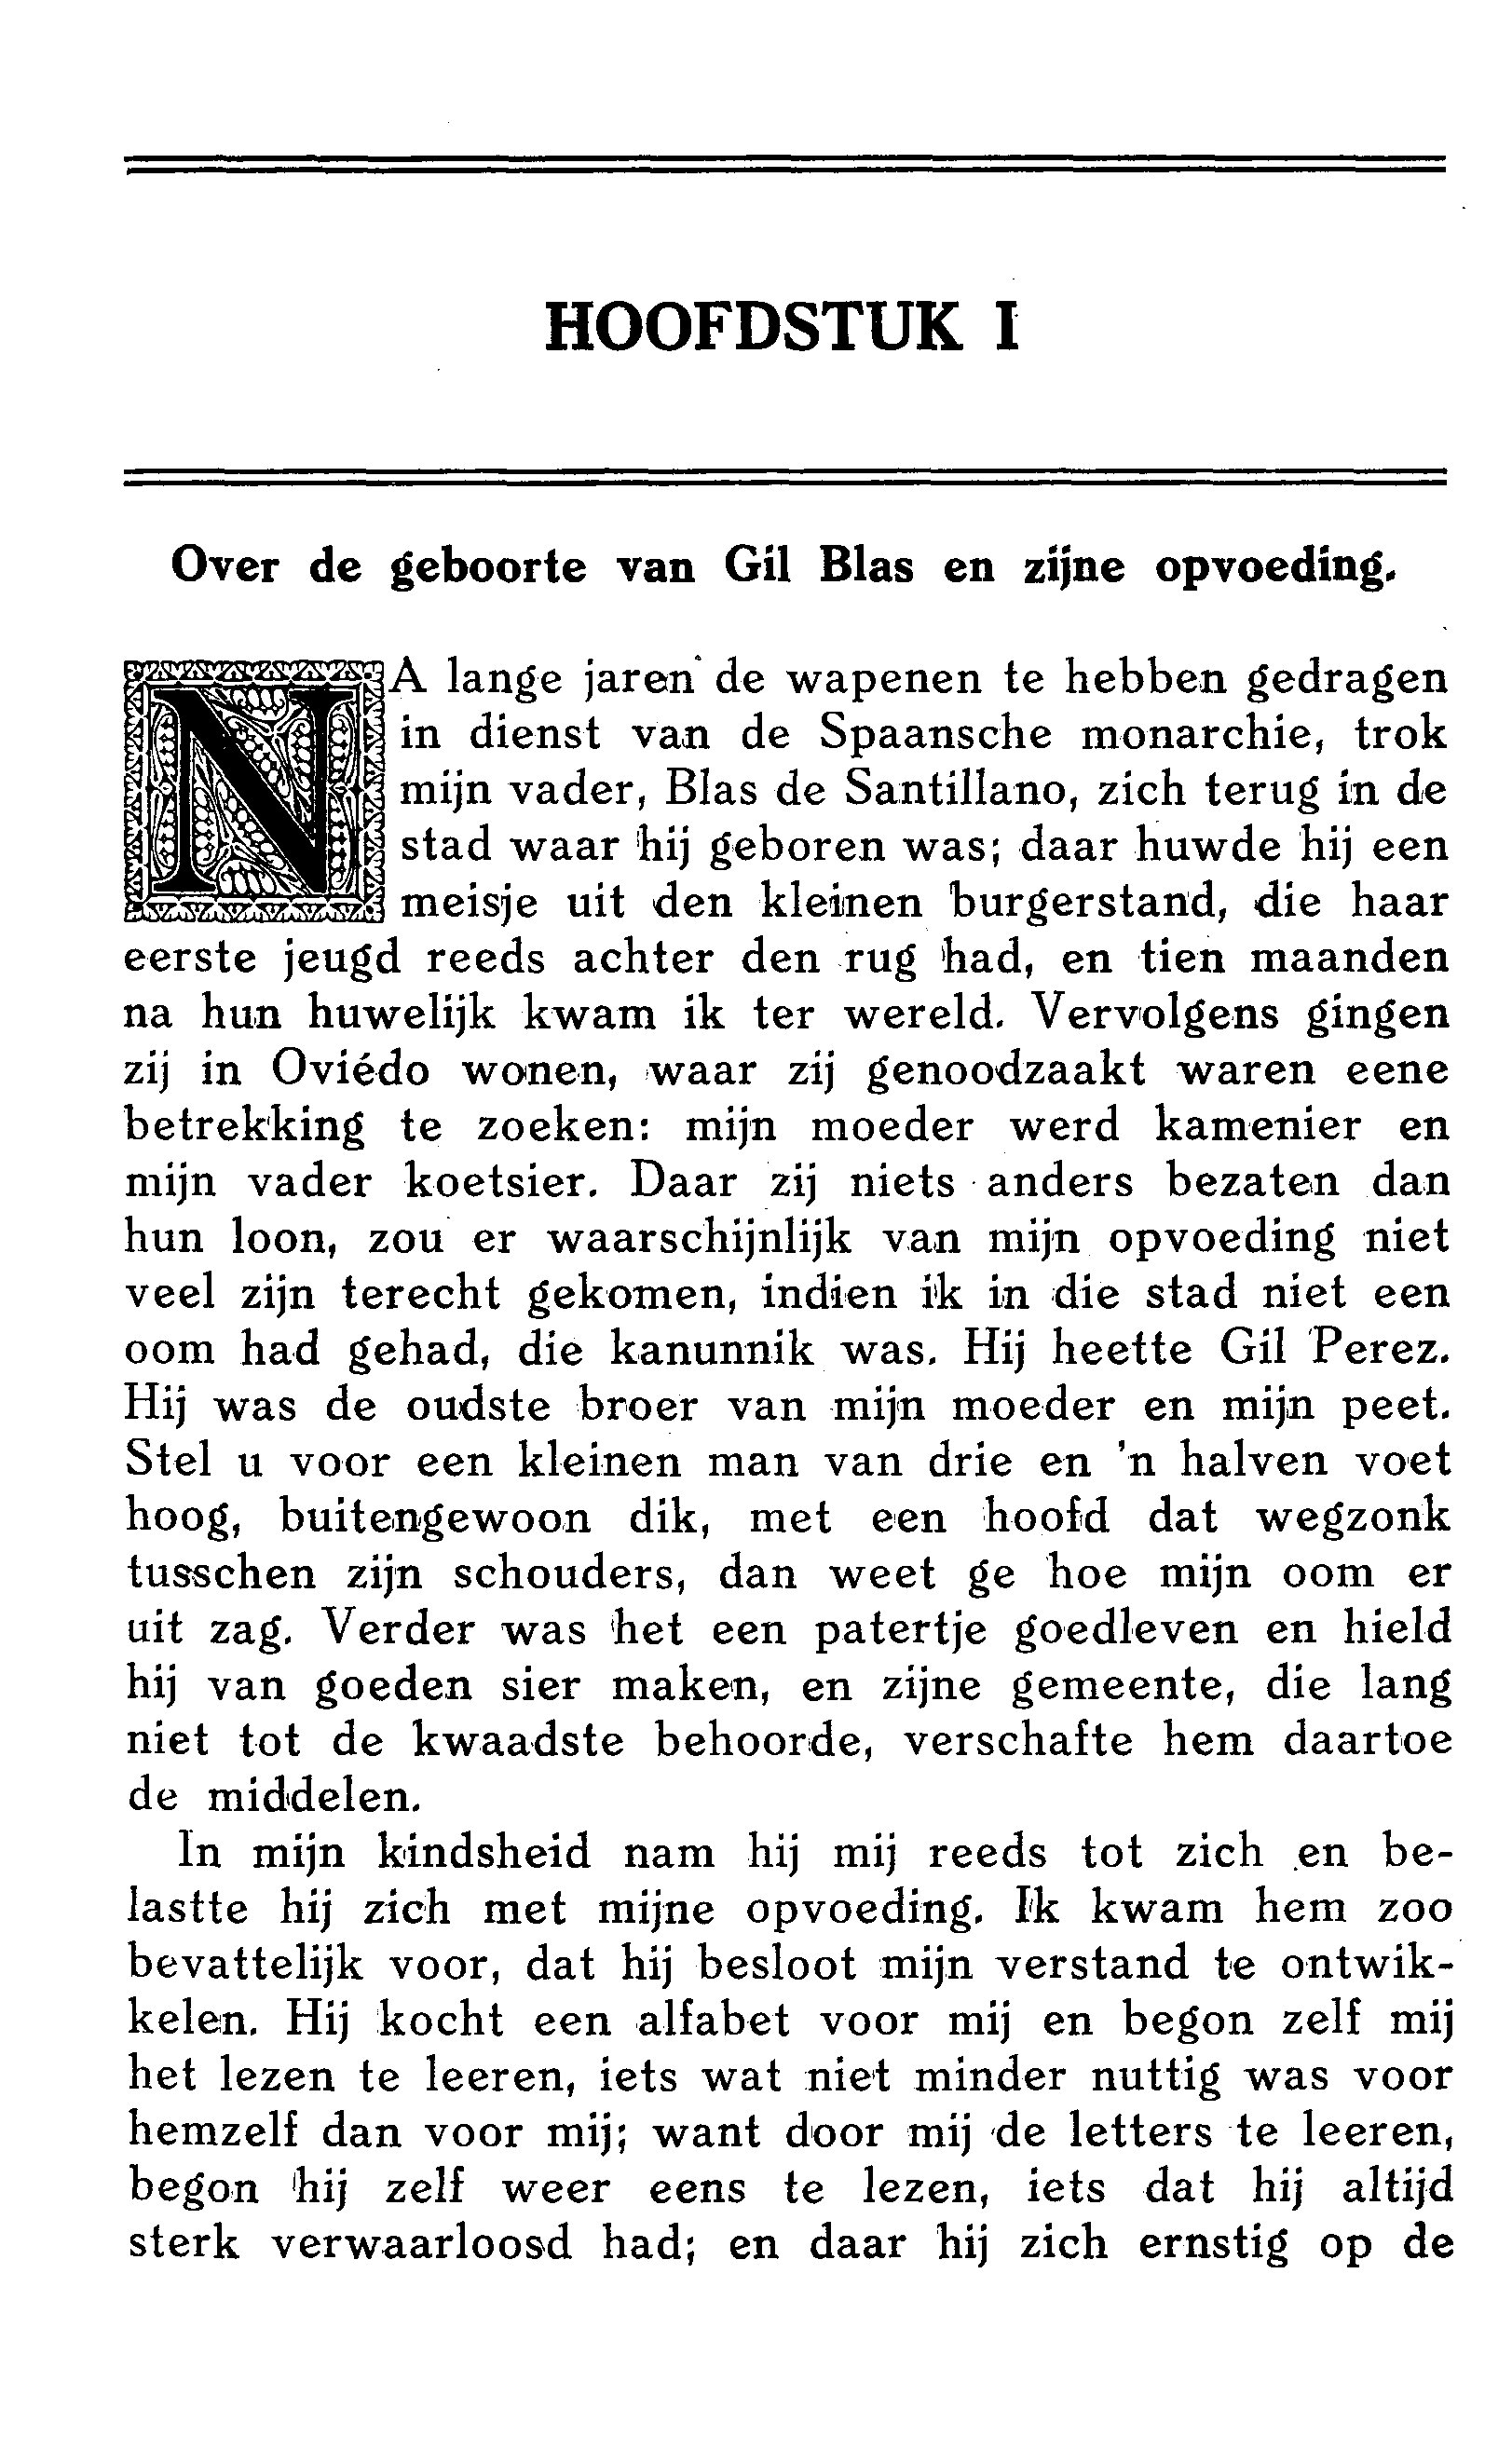 HOOFDSTUK I
Over de geboorte van Gil Blas en zijne opvoeding.
NA lange jaren de wapenen te hebben gedragen
in dienst van de Spaansche monarchie, trok
mijn vader, Blas de Santillano, zich terug in de
stad waar hij geboren was; daar huwde hij een
meisje uit den kleinen burgerstand, die haar
eerste jeugd reeds achter den rug had, en tien maanden
na hun huwelijk kwam ik ter wereld. Vervolgens gingen
zij in Oviédo wonen, waar zij genoodzaakt waren eene
betrekking te zoeken: mijn moeder werd kamenier en
mijn vader koetsier. Daar zij niets anders bezaten dan
hun loon, zou er waarschijnlijk van mijn opvoeding niet
veel zijn terecht gekomen, indien ik in die stad niet een
oom had gehad, die kanunnik was. Hij heette Gil Perez.
Hij was de oudste broer van mijn moeder en mijn peet.
Stel u voor een kleinen man van drie en 'n halven voet
hoog, buitengewoon dik, met een hoofd dat wegzonk
tusschen zijn schouders, dan weet ge hoe mijn oom er
uit zag. Verder was het een patertje goedleven en hield
hij van goeden sier maken, en zijne gemeente, die lang
niet tot de kwaadste behoorde, verschafte hem daartoe
de middelen.
In mijn kindsheid nam hij mij reeds tot zich en be-
lastte hij zich met mijne opvoeding. Ik kwam hem zoo
bevattelijk voor, dat hij besloot mijn verstand te ontwik-
kelen. Hij kocht een alfabet voor mij en begon zelf mij
het lezen te leeren, iets wat niet minder nuttig was voor
hemzelf dan voor mij; want door mij de letters te leeren,
begon hij zelf weer eens te lezen, iets dat hij altijd
sterk verwaarloosd had; en daar hij zich ernstig op de